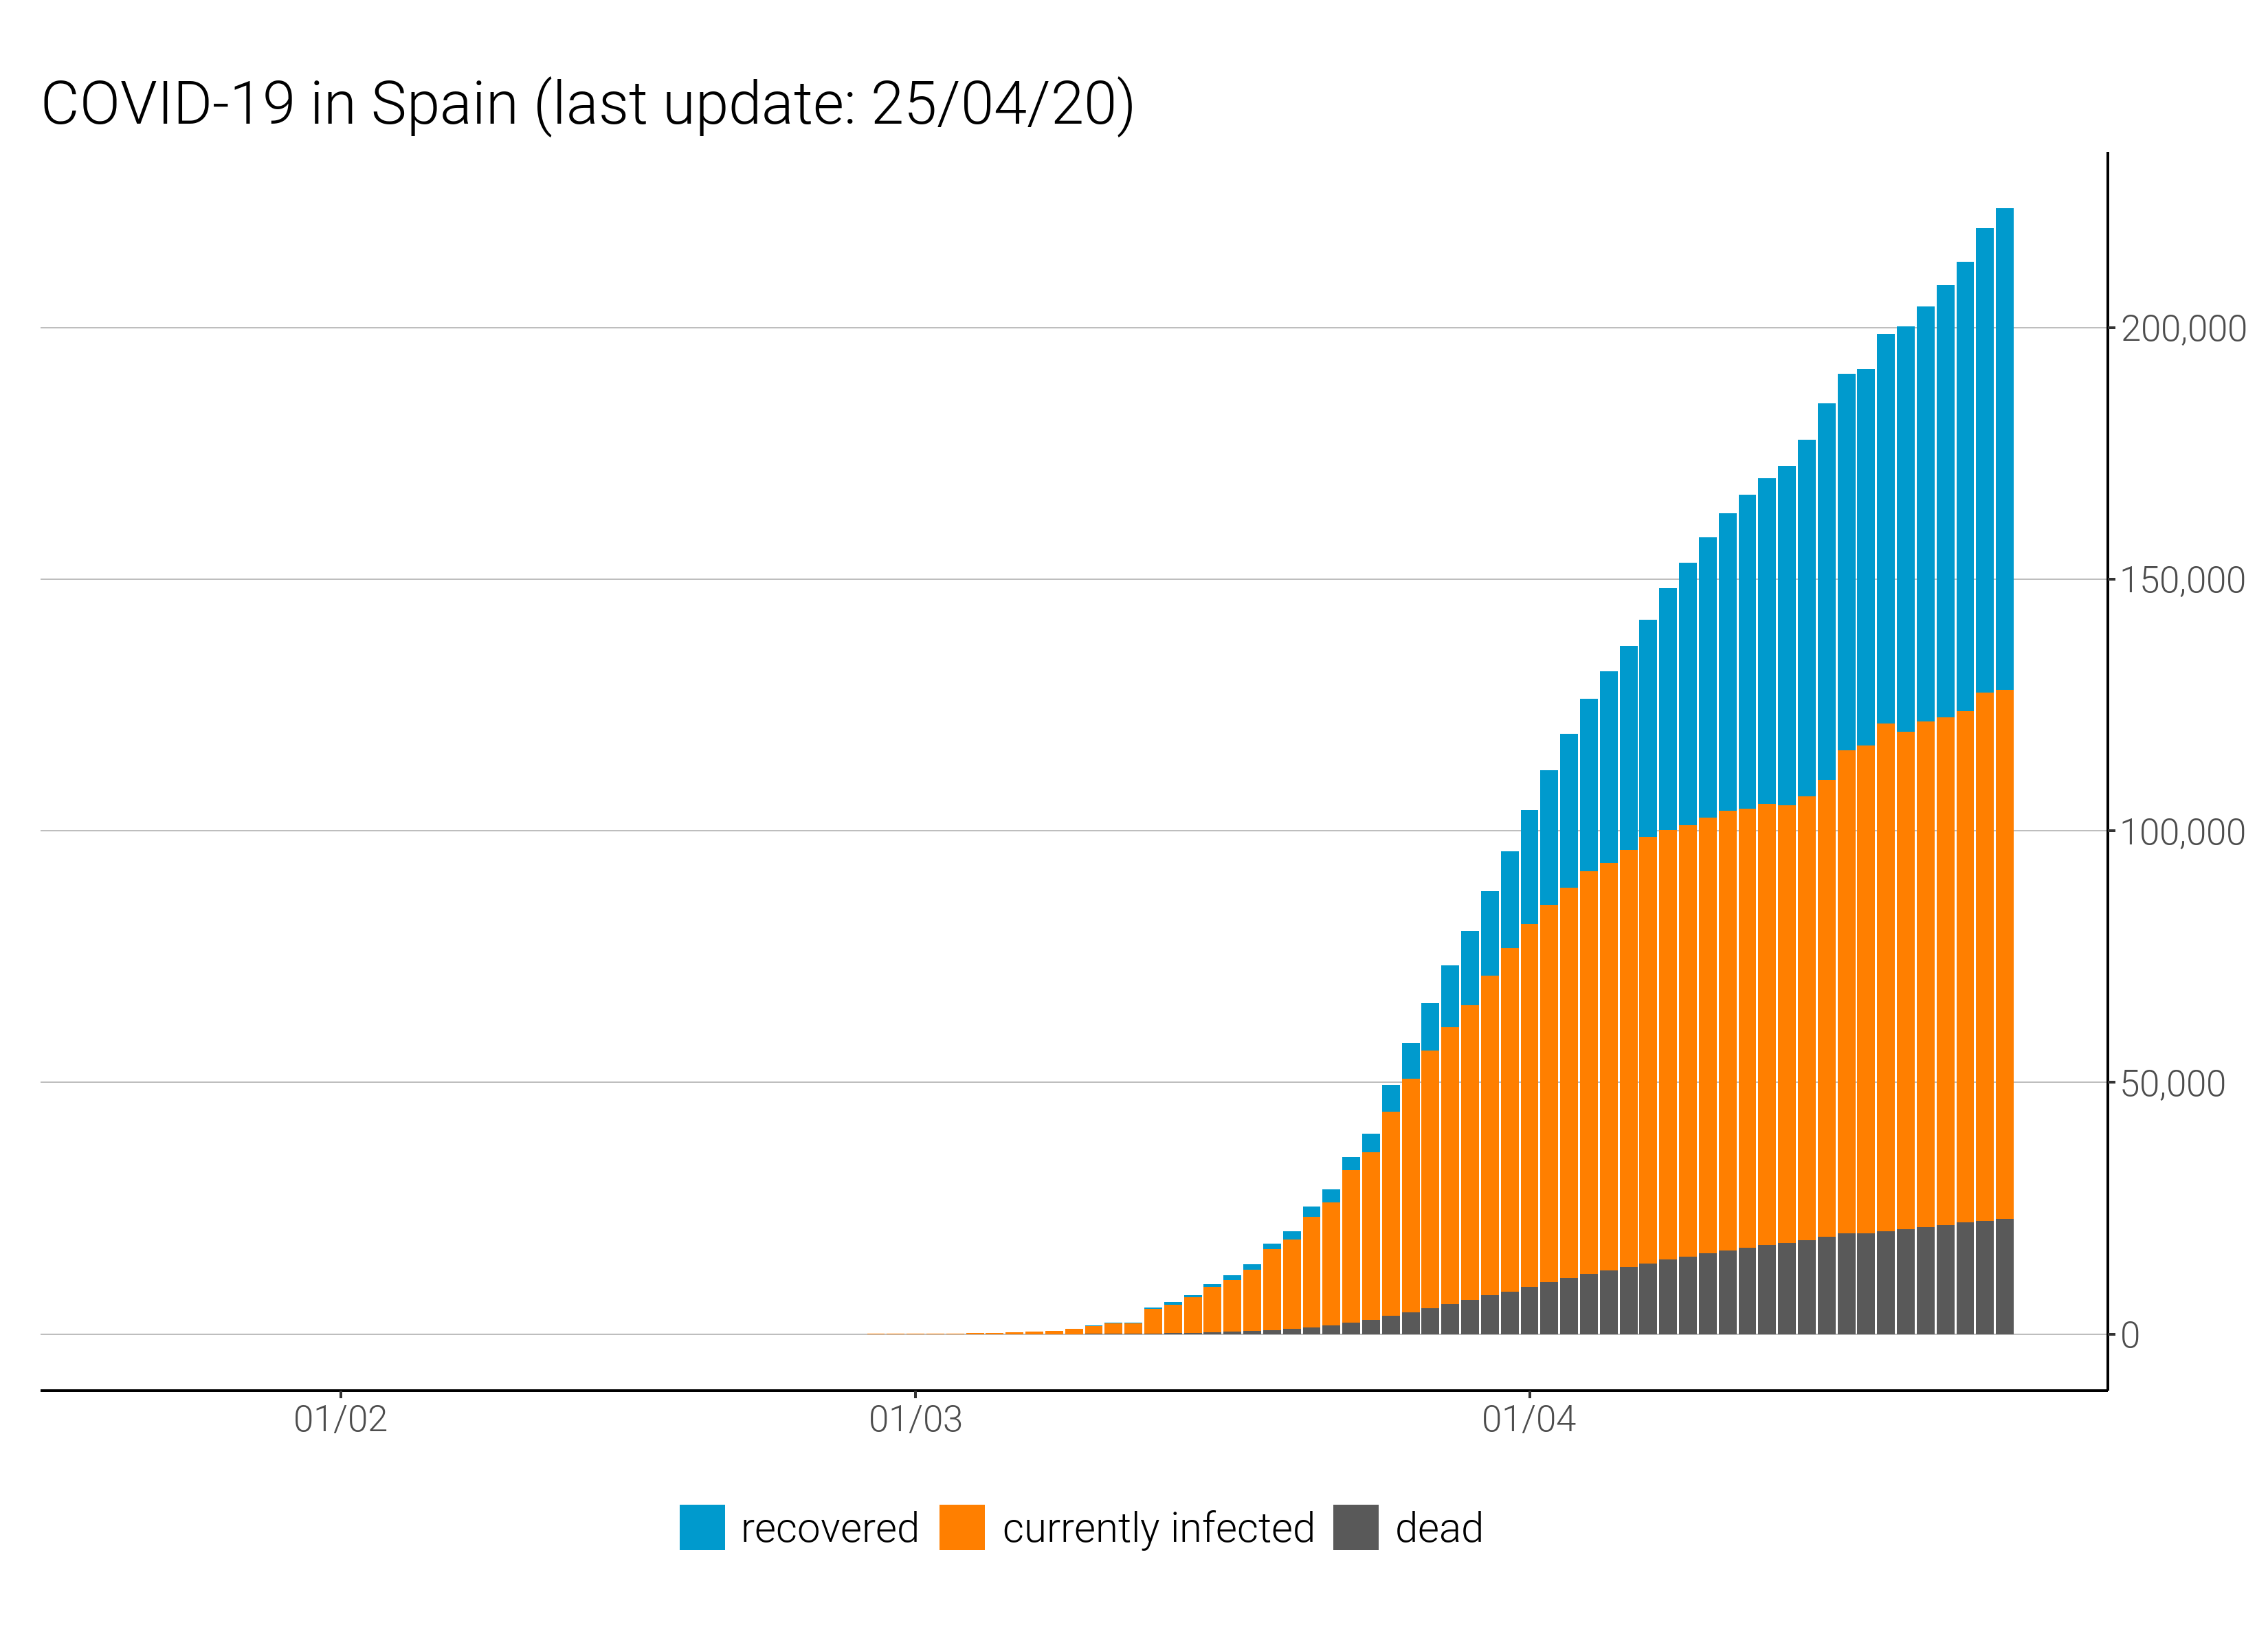 COVID-19 in Spain (last update: 25/04/20)
200,000
150,000
100,000
50,000
0
01/02 01/03 01/04
recovered currently infected dead